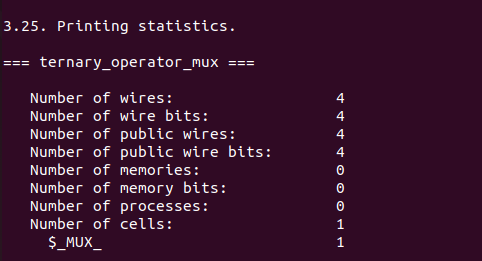 3.25. Printing statistics.
=== ternary_operator_mux ===
Number of wires: 4
Number of wire bits: 4
Number of public wires: 4
Number of public wire bits: 4
Number of memories: 0
Number of memory bits: 0
Number of processes: 0
Number of cells: 1
$_MUX_ 1